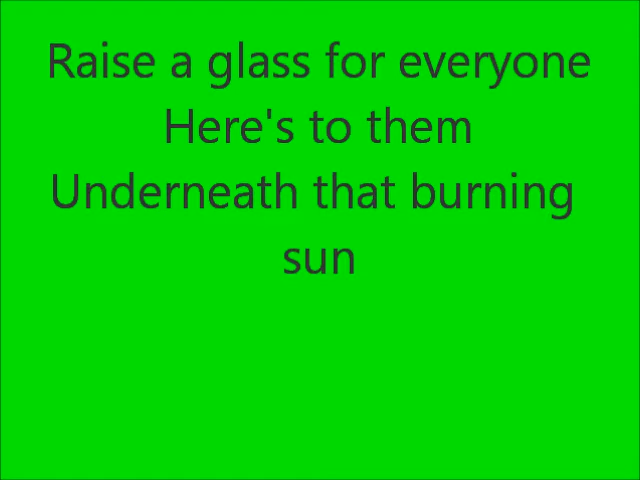 Raise a glass for everyone
Here's to them
Underneath that burning
sun